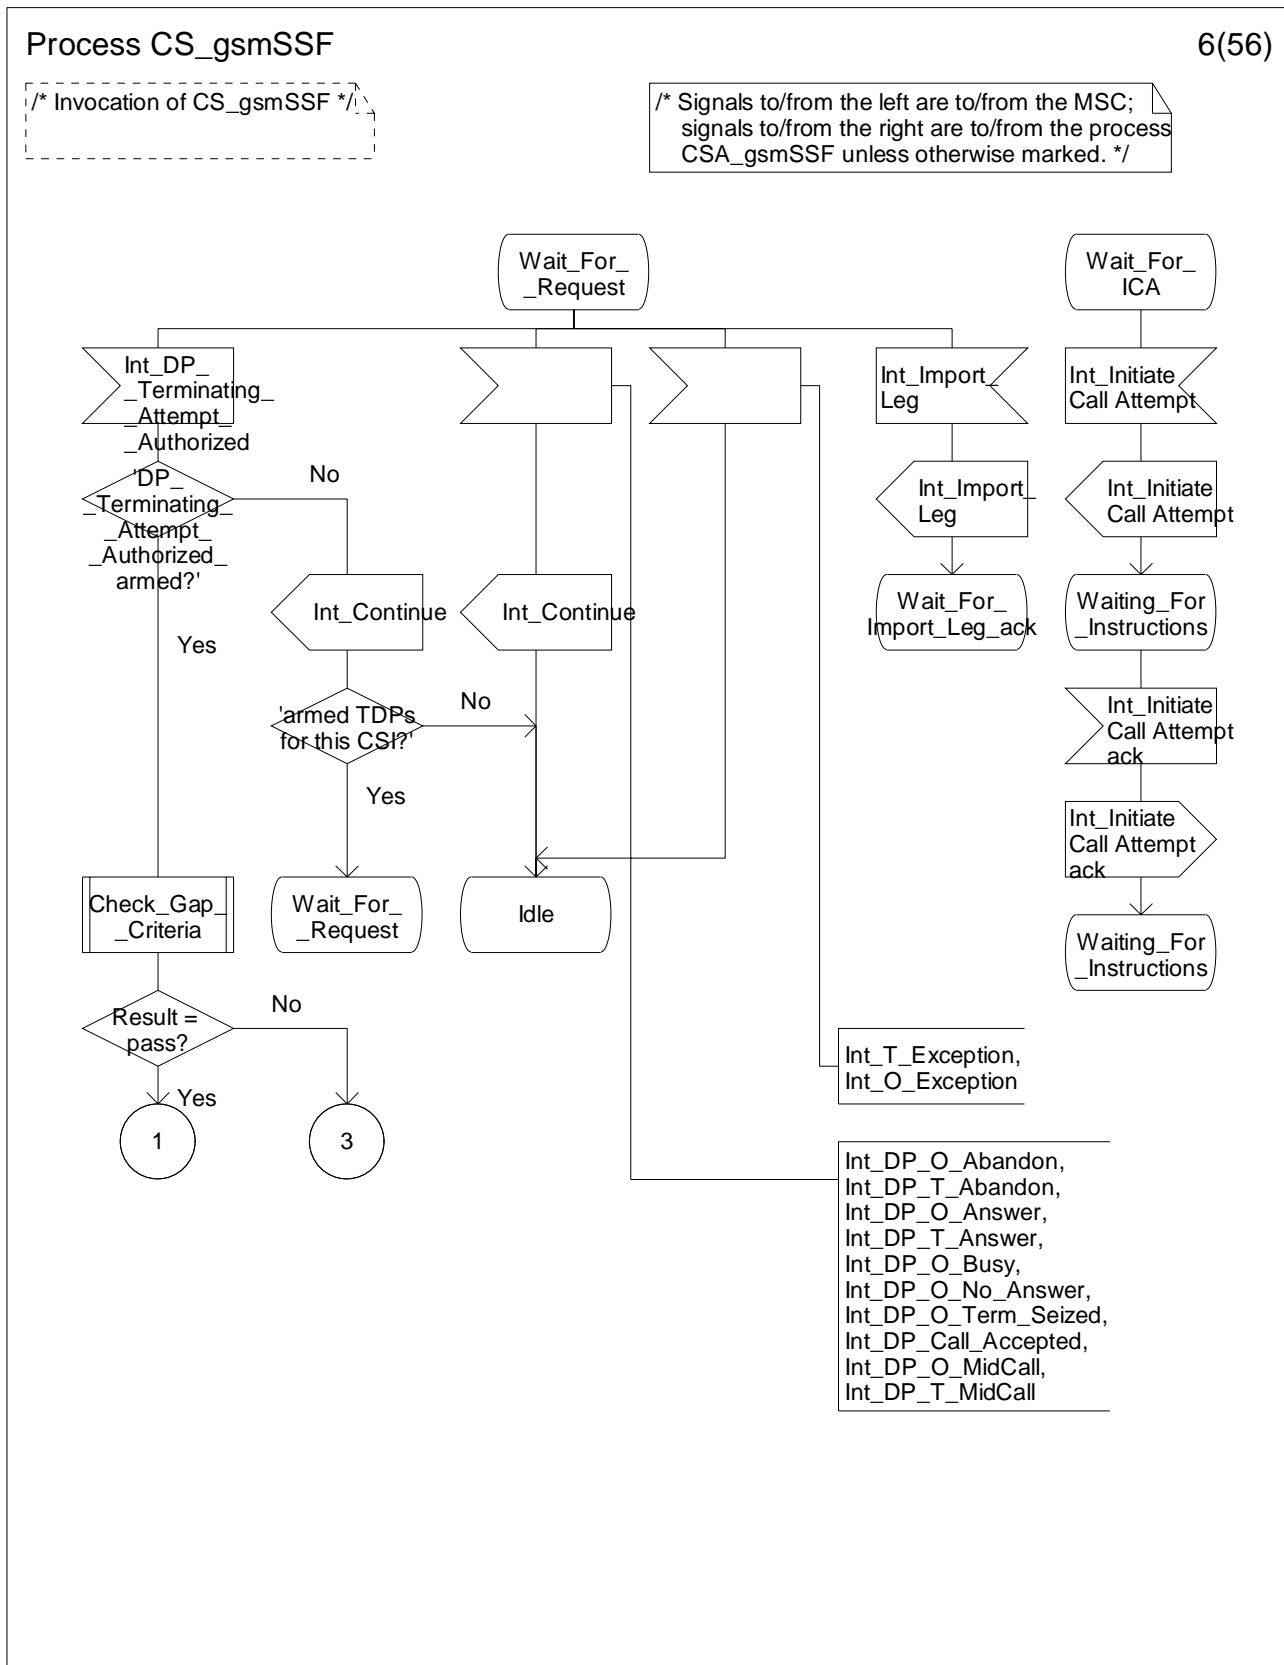 Process CS_gsmSSF
6(56)
/* Invocation of CS_gsmSSF */
/* Signals to/from the left are to/from the MSC;
signals to/from the right are to/from the process
CSA_gsmSSF unless otherwise marked. */
Wait_For_
_Request
Wait_For_
ICA
Int_DP_
_Terminating_
_Attempt_
_Authorized
Int_Import_
Leg
Int_Initiate
Call Attempt
'DP_
_Terminating_
_Attempt_
_Authorized_
armed?'
No
Int_Import_
Leg
Int_Initiate
Call Attempt
Int_Continue
Int_Continue
Wait_For_
Import_Leg_ack
Waiting_For
_Instructions
Yes
'armed TDPs
for this CSI?'
No
Int_Initiate
Call Attempt
ack
Yes
Int_Initiate
Call Attempt
ack
Check_Gap_
_Criteria
Wait_For_
_Request
Idle
Waiting_For
_Instructions
Result =
pass?
No
Yes
Int_T_Exception,
Int_O_Exception
1
3
Int_DP_O_Abandon,
Int_DP_T_Abandon,
Int_DP_O_Answer,
Int_DP_T_Answer,
Int_DP_O_Busy,
Int_DP_O_No_Answer,
Int_DP_O_Term_Seized,
Int_DP_Call_Accepted,
Int_DP_O_MidCall,
Int_DP_T_MidCall